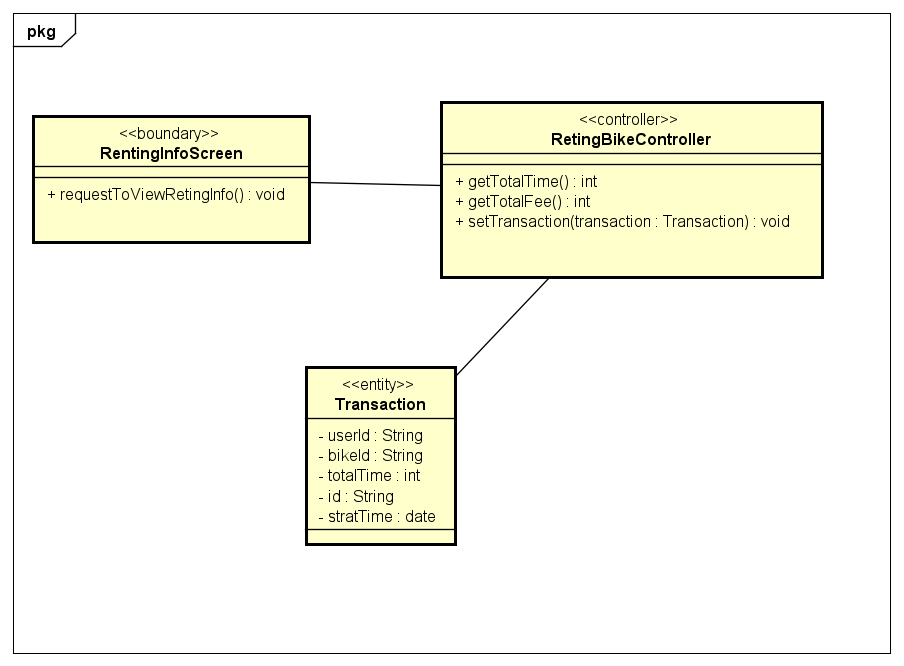 pkg
<<boundary>>
RentingInfoScreen
+ requestToViewRetingInfo() : void
<<controller>>
RetingBikeController
+ getTotalTime() : int
+ getTotalFee() : int
+ setTransaction(transaction : Transaction) : void
<<entity>>
Transaction
- userId : String
- bikeId : String
- totalTime : int
- id : String
- stratTime : date